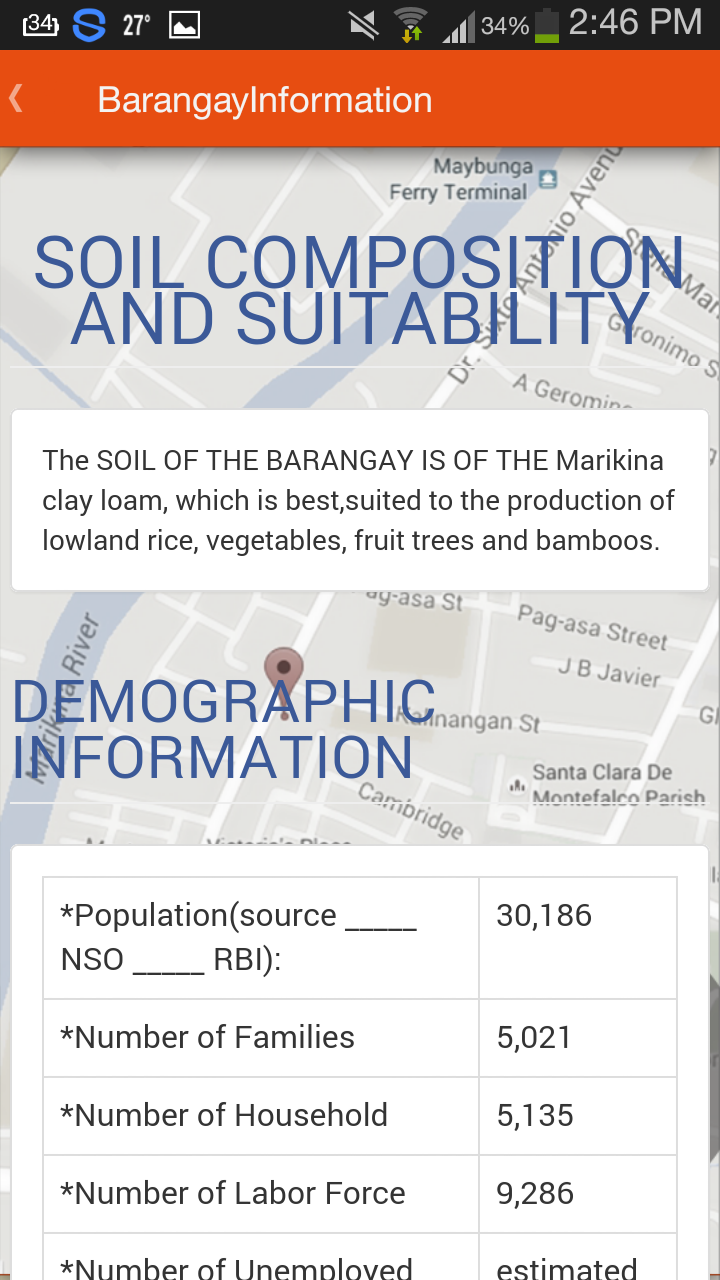 34 27° 34% 2:46 PM
BarangayInformation
Maybunga
Ferry Terminal
Dr. Sixto Antonio Avenu
Stella Mar
Geronimo S
A Geromin
SOIL COMPOSITION
AND SUITABILITY
The SOIL OF THE BARANGAY IS OF THE Marikina
clay loam, which is best,suited to the production of
lowland rice, vegetables, fruit trees and bamboos.
ag-asa St
Pag-asa Street
J B Javier
Marikina River
DEMOGRAPHIC
INFORMATION
Kalinangan St
Gl
Santa Clara De
Montefalco Parish
Cambridge
*Population(source _____
NSO _____ RBI):
30,186
*Number of Families
5,021
*Number of Household
5,135
*Number of Labor Force
9,286
*Number of Unemployed
estimated